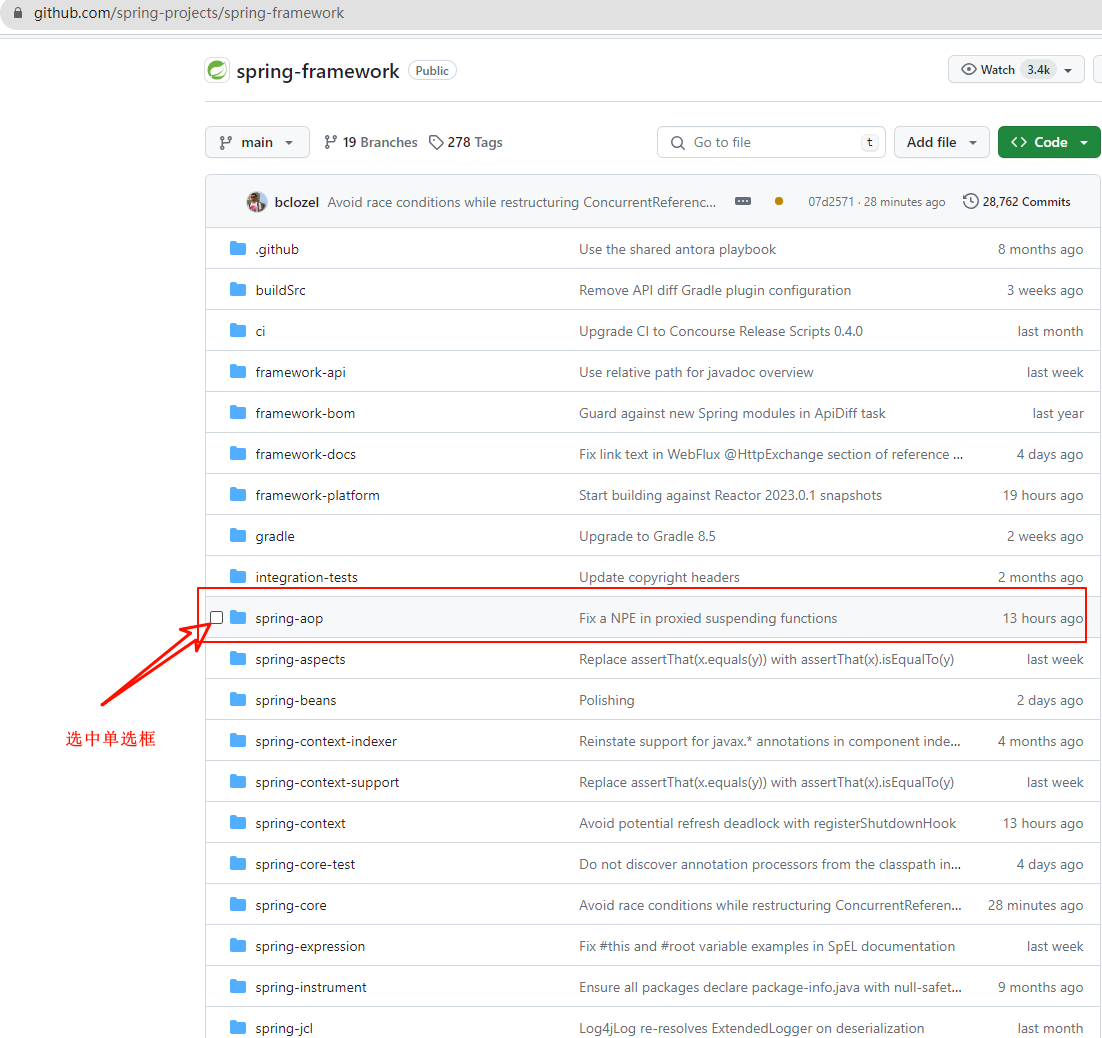 github.com/spring-projects/spring-framework
spring-framework Public Watch 3.4k
main 19 Branches 278 Tags Go to file t Add file Code
bclozel Avoid race conditions while restructuring ConcurrentReferenc... 07d2571 · 28 minutes ago 28,762 Commits
.github Use the shared antora playbook 8 months ago
buildSrc Remove API diff Gradle plugin configuration 3 weeks ago
ci Upgrade CI to Concourse Release Scripts 0.4.0 last month
framework-api Use relative path for javadoc overview last week
framework-bom Guard against new Spring modules in ApiDiff task last year
framework-docs Fix link text in WebFlux @HttpExchange section of reference ... 4 days ago
framework-platform Start building against Reactor 2023.0.1 snapshots 19 hours ago
gradle Upgrade to Gradle 8.5 2 weeks ago
integration-tests Update copyright headers 2 months ago
spring-aop Fix a NPE in proxied suspending functions 13 hours ago
spring-aspects Replace assertThat(x.equals(y)) with assertThat(x).isEqualTo(y) last week
spring-beans Polishing 2 days ago
选中单选框
spring-context-indexer Reinstate support for javax.* annotations in component inde... 4 months ago
spring-context-support Replace assertThat(x.equals(y)) with assertThat(x).isEqualTo(y) last week
spring-context Avoid potential refresh deadlock with registerShutdownHook 13 hours ago
spring-core-test Do not discover annotation processors from the classpath in... 4 days ago
spring-core Avoid race conditions while restructuring ConcurrentReferen... 28 minutes ago
spring-expression Fix #this and #root variable examples in SpEL documentation last week
spring-instrument Ensure all packages declare package-info.java with null-safet... 9 months ago
spring-jcl Log4jLog re-resolves ExtendedLogger on deserialization last month